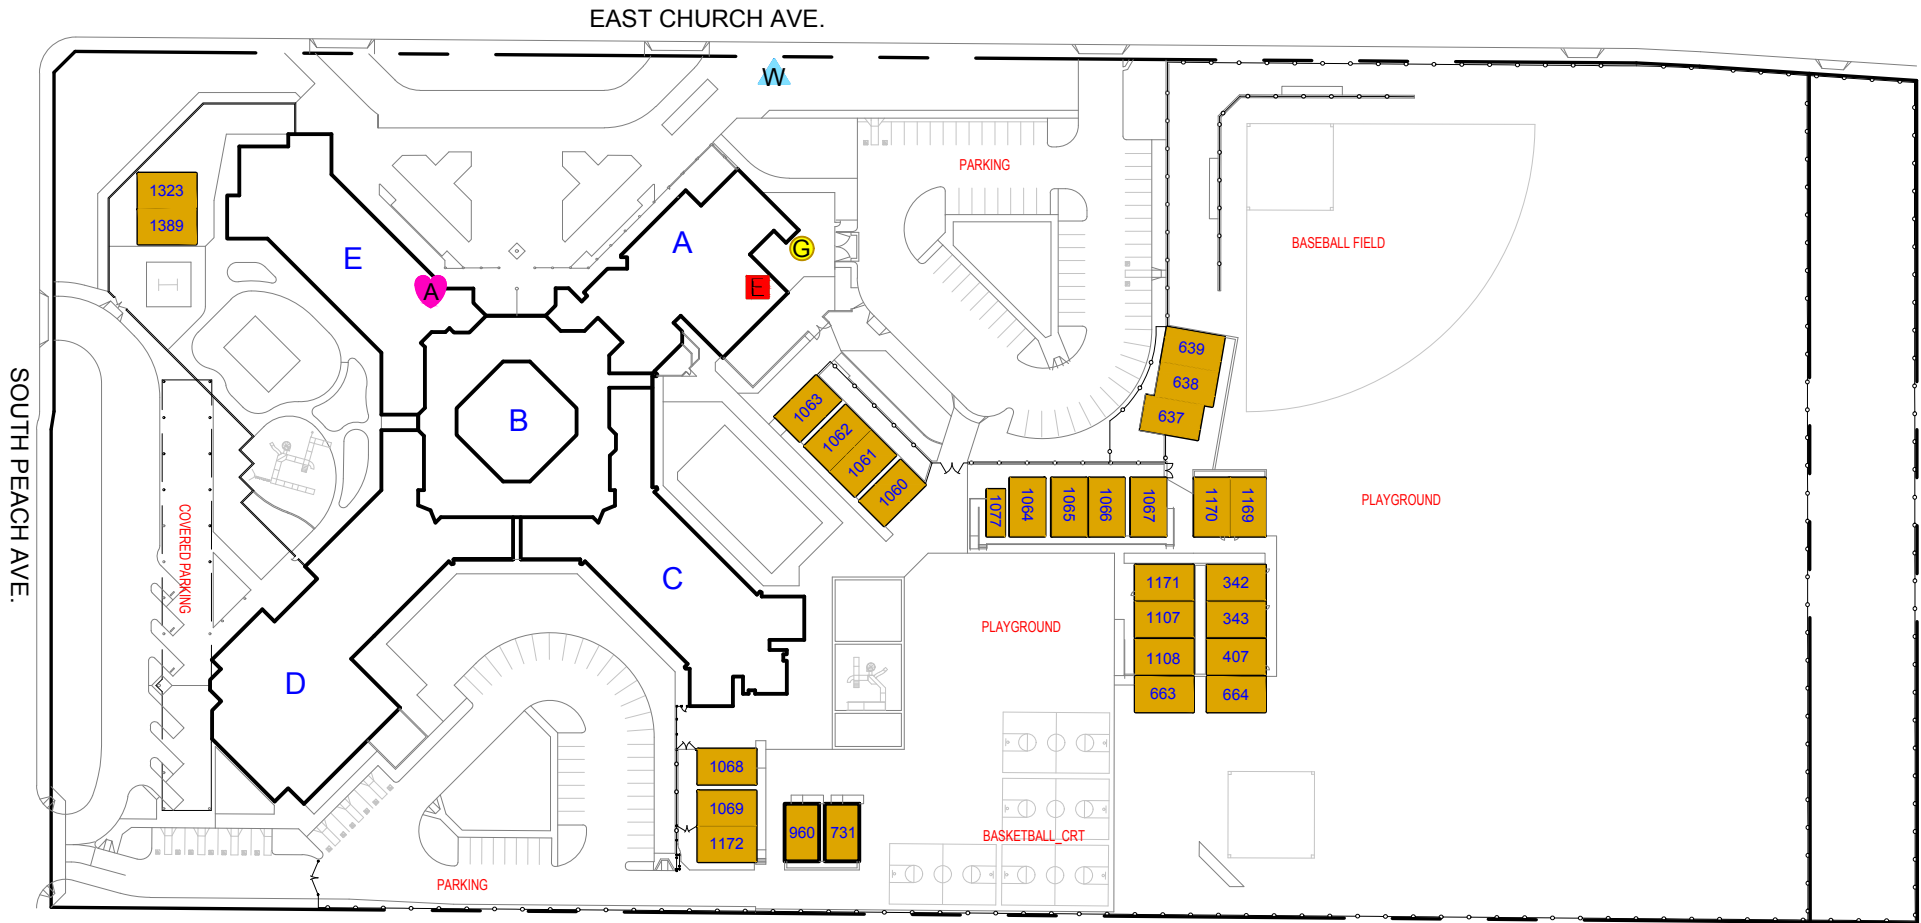 EAST CHURCH AVE.
W
PARKING
1323
1389
E
A
G
BASEBALL FIELD
A
E
639
638
637
SOUTH PEACH AVE.
B
1063
1062
1061
1060
1077
1064
1065
1066
1067
1170
1169
PLAYGROUND
COVERED PARKING
C
1171
342
1107
343
PLAYGROUND
1108
407
663
664
D
1068
1069
1172
960
731
BASKETBALL_CRT
PARKING